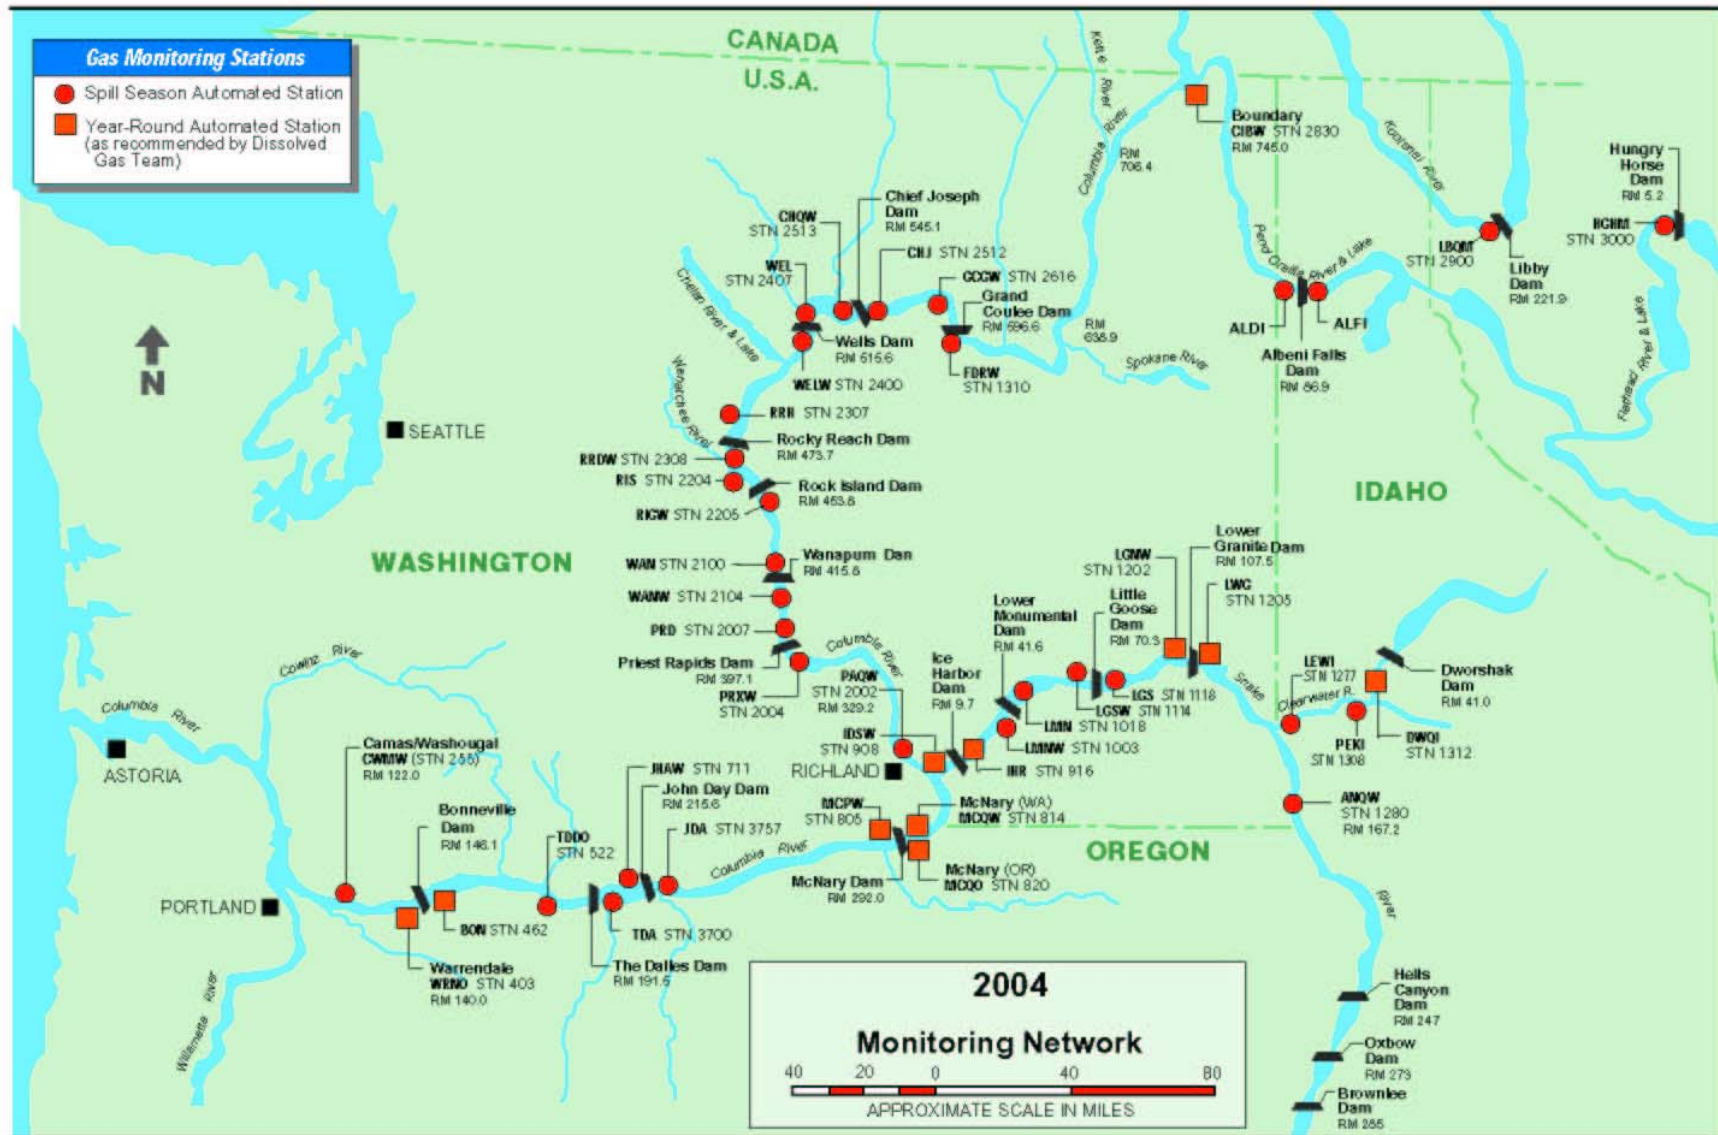 Gas Monitoring Stations
Spill Season Automated Station
Year-Round Automated Station
(as recommended by Dissolved
Gas Team)
CANADA
U.S.A.
Kettle River
Columbia River
RM
706.4
Boundary
CIBW STN 2830
RM 745.0
Kootenai River
Hungry
Horse
Dam
RM 5.2
HGHM
STN 3000
LBQM
STN 2900
Libby
Dam
RM 221.9
Pend Oreille River & Lake
ALDI
ALFI
Albeni Falls
Dam
RM 86.9
Flathead River & Lake
CHQW
STN 2513
Chief Joseph
Dam
RM 545.1
CHJ STN 2512
WEL
STN 2407
GCGW STN 2616
Grand
Coulee Dam
RM 596.6
RM
638.9
Spokane River
FDRW
STN 1310
Chelan River & Lake
Wells Dam
RM 515.6
WELW STN 2400
Wenatchee River
RRH STN 2307
Rocky Reach Dam
RM 473.7
RRDW STN 2308
RIS STN 2204
Rock Island Dam
RM 453.8
RIGW STN 2205
N
SEATTLE
WASHINGTON
IDAHO
WAN STN 2100
Wanapum Dan
RM 415.8
WANW STN 2104
PRD STN 2007
Priest Rapids Dam
RM 397.1
PRXW
STN 2004
Columbia River
PAQW
STN 2002
RM 329.2
IDSW
STN 908
RICHLAND
Ice
Harbor
Dam
RM 9.7
IHR STN 916
Lower
Monumental
Dam
RM 41.6
LMN STN 1018
LMNW STN 1003
Little
Goose
Dam
RM 70.3
LGS STN 1118
LGSW STN 1114
LGNW
STN 1202
Lower
Granite Dam
RM 107.5
LWG
STN 1205
Snake
River
LEWI
STN 1277
Clearwater R.
PEKI
STN 1308
DWQI
STN 1312
Dworshak
Dam
RM 41.0
ANQW
STN 1280
RM 167.2
Cowlitz River
Columbia River
ASTORIA
Camas/Washougal
CWMW (STN 255)
RM 122.0
Bonneville
Dam
RM 146.1
PORTLAND
BON STN 462
Warrendale
WRNO STN 403
RM 140.0
Willamette River
TDDO
STN 522
JHAW STN 711
John Day Dam
RM 215.6
JDA STN 3757
TDA STN 3700
The Dalles Dam
RM 191.5
Columbia River
MCPW
STN 805
McNary (WA)
MCQW STN 814
McNary (OR)
MCQO STN 820
McNary Dam
RM 292.0
OREGON
Hells
Canyon
Dam
RM 247
Oxbow
Dam
RM 273
Brownlee
Dam
RM 285
2004
Monitoring Network
40 20 0 40 80
APPROXIMATE SCALE IN MILES